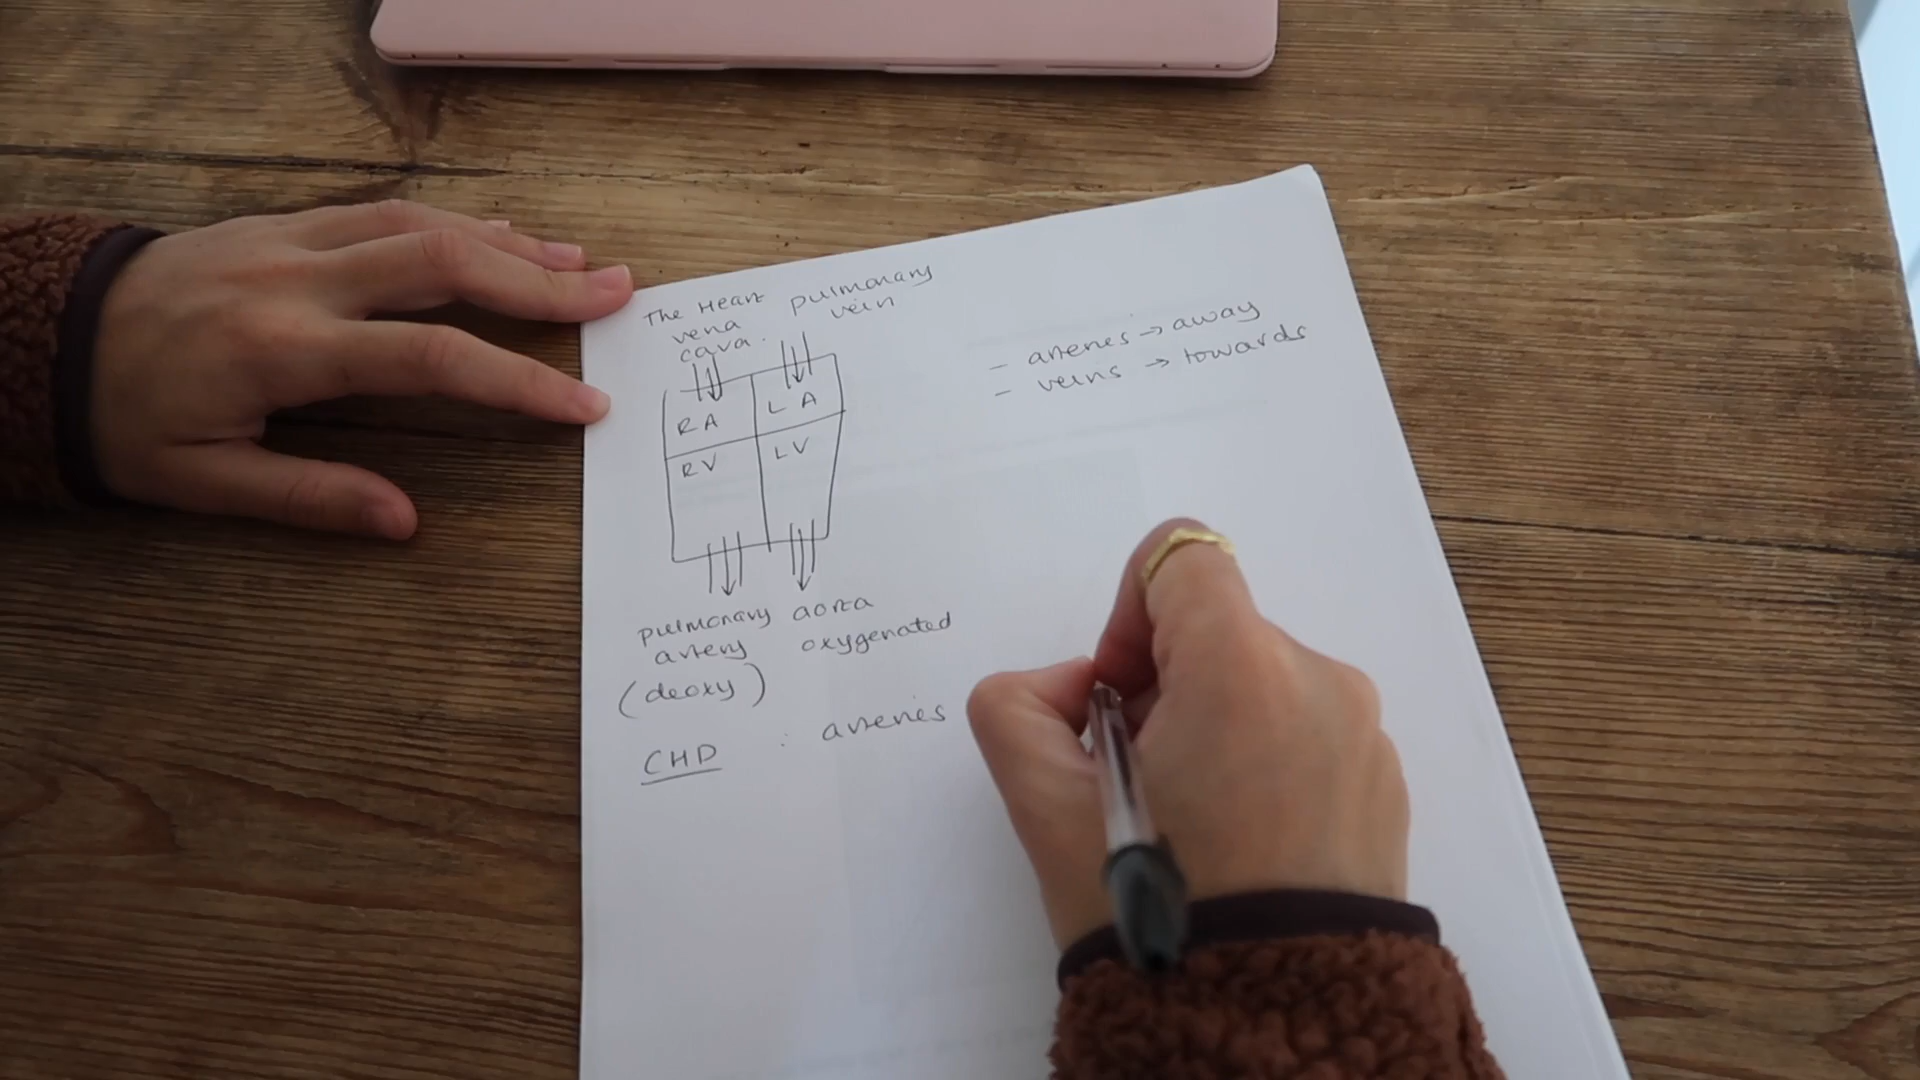 The Heart
vena
cava.
pulmonary
vein
- arteries → away
- veins → towards
RA
LA
RV
LV
pulmonary
artery
(deoxy)
aorta
oxygenated
CHD : arteries